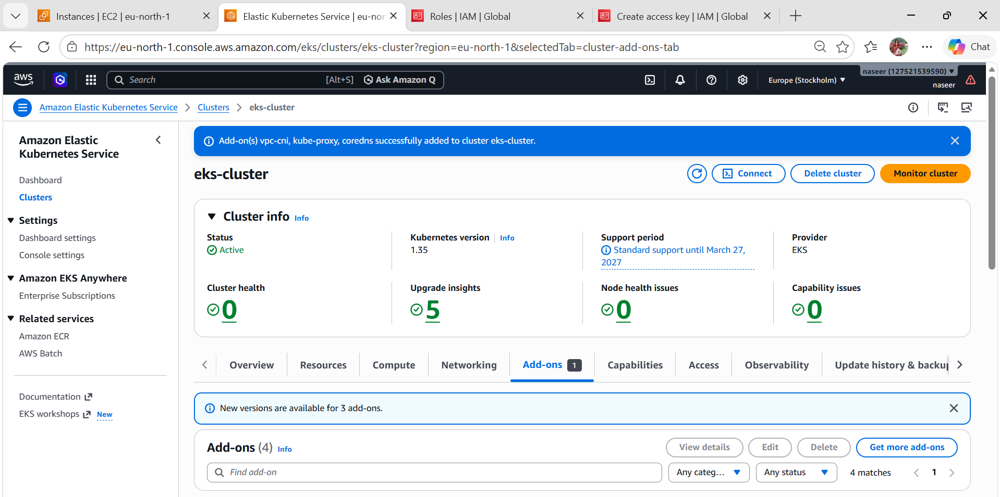 Instances | EC2 | eu-north-1
Elastic Kubernetes Service | eu-nor
Roles | IAM | Global
Create access key | IAM | Global
https://eu-north-1.console.aws.amazon.com/eks/clusters/eks-cluster?region=eu-north-1&selectedTab=cluster-add-ons-tab
Chat
aws
Search
[Alt+S]
Ask Amazon Q
Europe (Stockholm)
naseer (127521539590)
naseer
Amazon Elastic Kubernetes Service
Clusters
eks-cluster
Amazon Elastic
Kubernetes Service
Dashboard
Clusters
Settings
Dashboard settings
Console settings
Amazon EKS Anywhere
Enterprise Subscriptions
Related services
Amazon ECR
AWS Batch
Documentation
EKS workshops New
Add-on(s) vpc-cni, kube-proxy, coredns successfully added to cluster eks-cluster.
eks-cluster
Connect
Delete cluster
Monitor cluster
Cluster info Info
Status
Active
Kubernetes version Info
1.35
Support period
Standard support until March 27,
2027
Provider
EKS
Cluster health
0
Upgrade insights
5
Node health issues
0
Capability issues
0
Overview
Resources
Compute
Networking
Add-ons 1
Capabilities
Access
Observability
Update history & backup
New versions are available for 3 add-ons.
Add-ons (4) Info
View details
Edit
Delete
Get more add-ons
Find add-on
Any categ...
Any status
4 matches
1